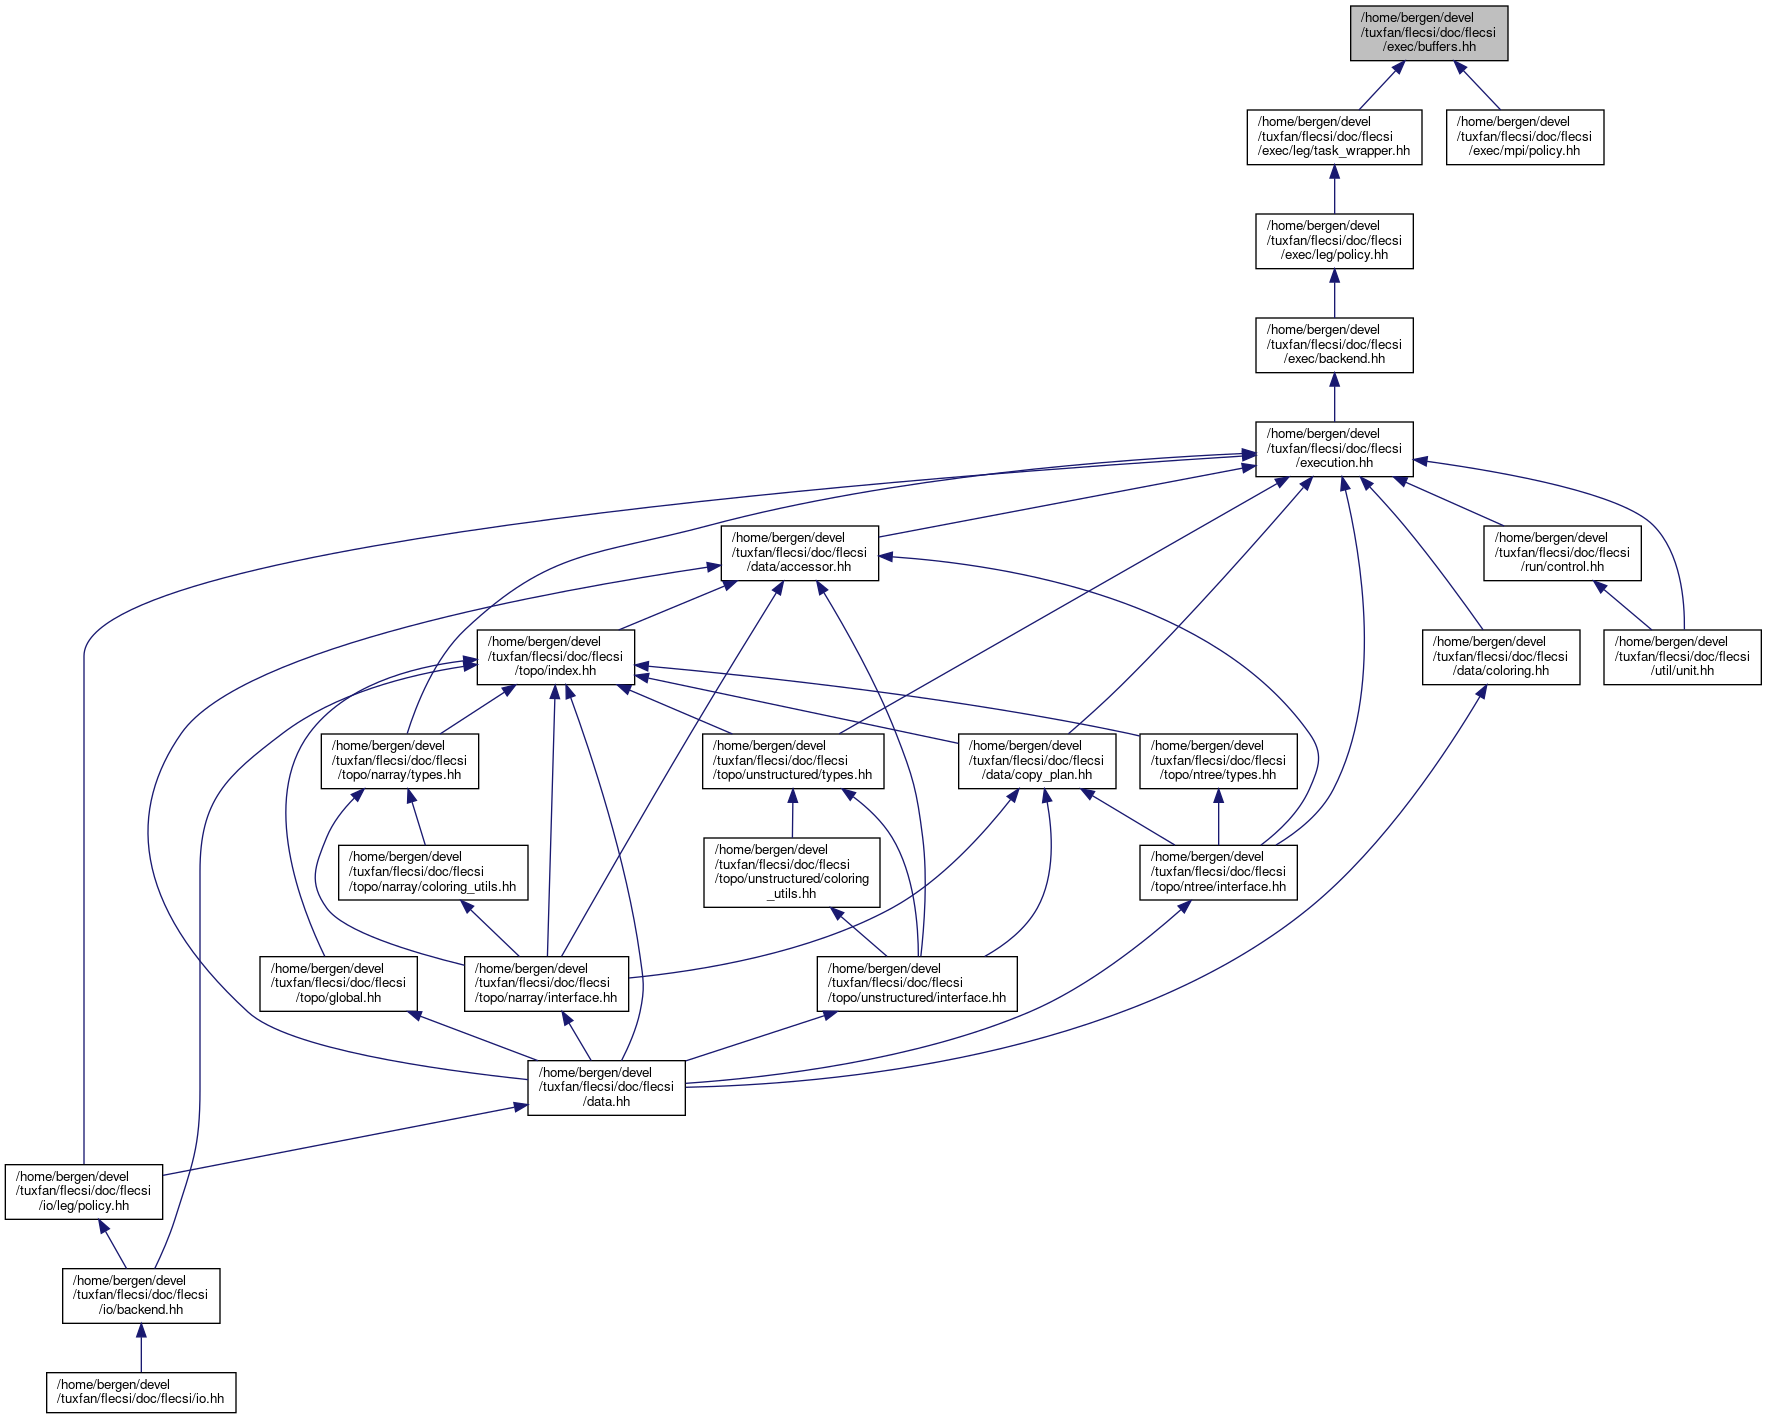 /home/bergen/devel
/tuxfan/flecsi/doc/flecsi
/exec/buffers.hh
/home/bergen/devel
/tuxfan/flecsi/doc/flecsi
/exec/leg/task_wrapper.hh
/home/bergen/devel
/tuxfan/flecsi/doc/flecsi
/exec/mpi/policy.hh
/home/bergen/devel
/tuxfan/flecsi/doc/flecsi
/exec/leg/policy.hh
/home/bergen/devel
/tuxfan/flecsi/doc/flecsi
/exec/backend.hh
/home/bergen/devel
/tuxfan/flecsi/doc/flecsi
/execution.hh
/home/bergen/devel
/tuxfan/flecsi/doc/flecsi
/data/accessor.hh
/home/bergen/devel
/tuxfan/flecsi/doc/flecsi
/run/control.hh
/home/bergen/devel
/tuxfan/flecsi/doc/flecsi
/topo/index.hh
/home/bergen/devel
/tuxfan/flecsi/doc/flecsi
/data/coloring.hh
/home/bergen/devel
/tuxfan/flecsi/doc/flecsi
/util/unit.hh
/home/bergen/devel
/tuxfan/flecsi/doc/flecsi
/topo/narray/types.hh
/home/bergen/devel
/tuxfan/flecsi/doc/flecsi
/topo/unstructured/types.hh
/home/bergen/devel
/tuxfan/flecsi/doc/flecsi
/data/copy_plan.hh
/home/bergen/devel
/tuxfan/flecsi/doc/flecsi
/topo/ntree/types.hh
/home/bergen/devel
/tuxfan/flecsi/doc/flecsi
/topo/narray/coloring_utils.hh
/home/bergen/devel
/tuxfan/flecsi/doc/flecsi
/topo/unstructured/coloring
_utils.hh
/home/bergen/devel
/tuxfan/flecsi/doc/flecsi
/topo/ntree/interface.hh
/home/bergen/devel
/tuxfan/flecsi/doc/flecsi
/topo/global.hh
/home/bergen/devel
/tuxfan/flecsi/doc/flecsi
/topo/narray/interface.hh
/home/bergen/devel
/tuxfan/flecsi/doc/flecsi
/topo/unstructured/interface.hh
/home/bergen/devel
/tuxfan/flecsi/doc/flecsi
/data.hh
/home/bergen/devel
/tuxfan/flecsi/doc/flecsi
/io/leg/policy.hh
/home/bergen/devel
/tuxfan/flecsi/doc/flecsi
/io/backend.hh
/home/bergen/devel
/tuxfan/flecsi/doc/flecsi/io.hh